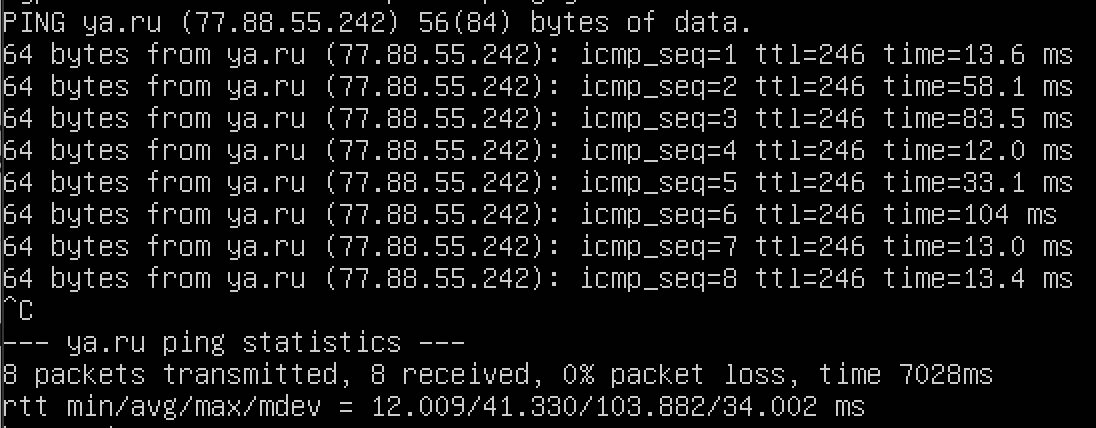 PING ya.ru (77.88.55.242) 56(84) bytes of data.
64 bytes from ya.ru (77.88.55.242): icmp_seq=1 ttl=246 time=13.6 ms
64 bytes from ya.ru (77.88.55.242): icmp_seq=2 ttl=246 time=58.1 ms
64 bytes from ya.ru (77.88.55.242): icmp_seq=3 ttl=246 time=83.5 ms
64 bytes from ya.ru (77.88.55.242): icmp_seq=4 ttl=246 time=12.0 ms
64 bytes from ya.ru (77.88.55.242): icmp_seq=5 ttl=246 time=33.1 ms
64 bytes from ya.ru (77.88.55.242): icmp_seq=6 ttl=246 time=104 ms
64 bytes from ya.ru (77.88.55.242): icmp_seq=7 ttl=246 time=13.0 ms
64 bytes from ya.ru (77.88.55.242): icmp_seq=8 ttl=246 time=13.4 ms
^C
--- ya.ru ping statistics ---
8 packets transmitted, 8 received, 0% packet loss, time 7028ms
rtt min/avg/max/mdev = 12.009/41.330/103.882/34.002 ms